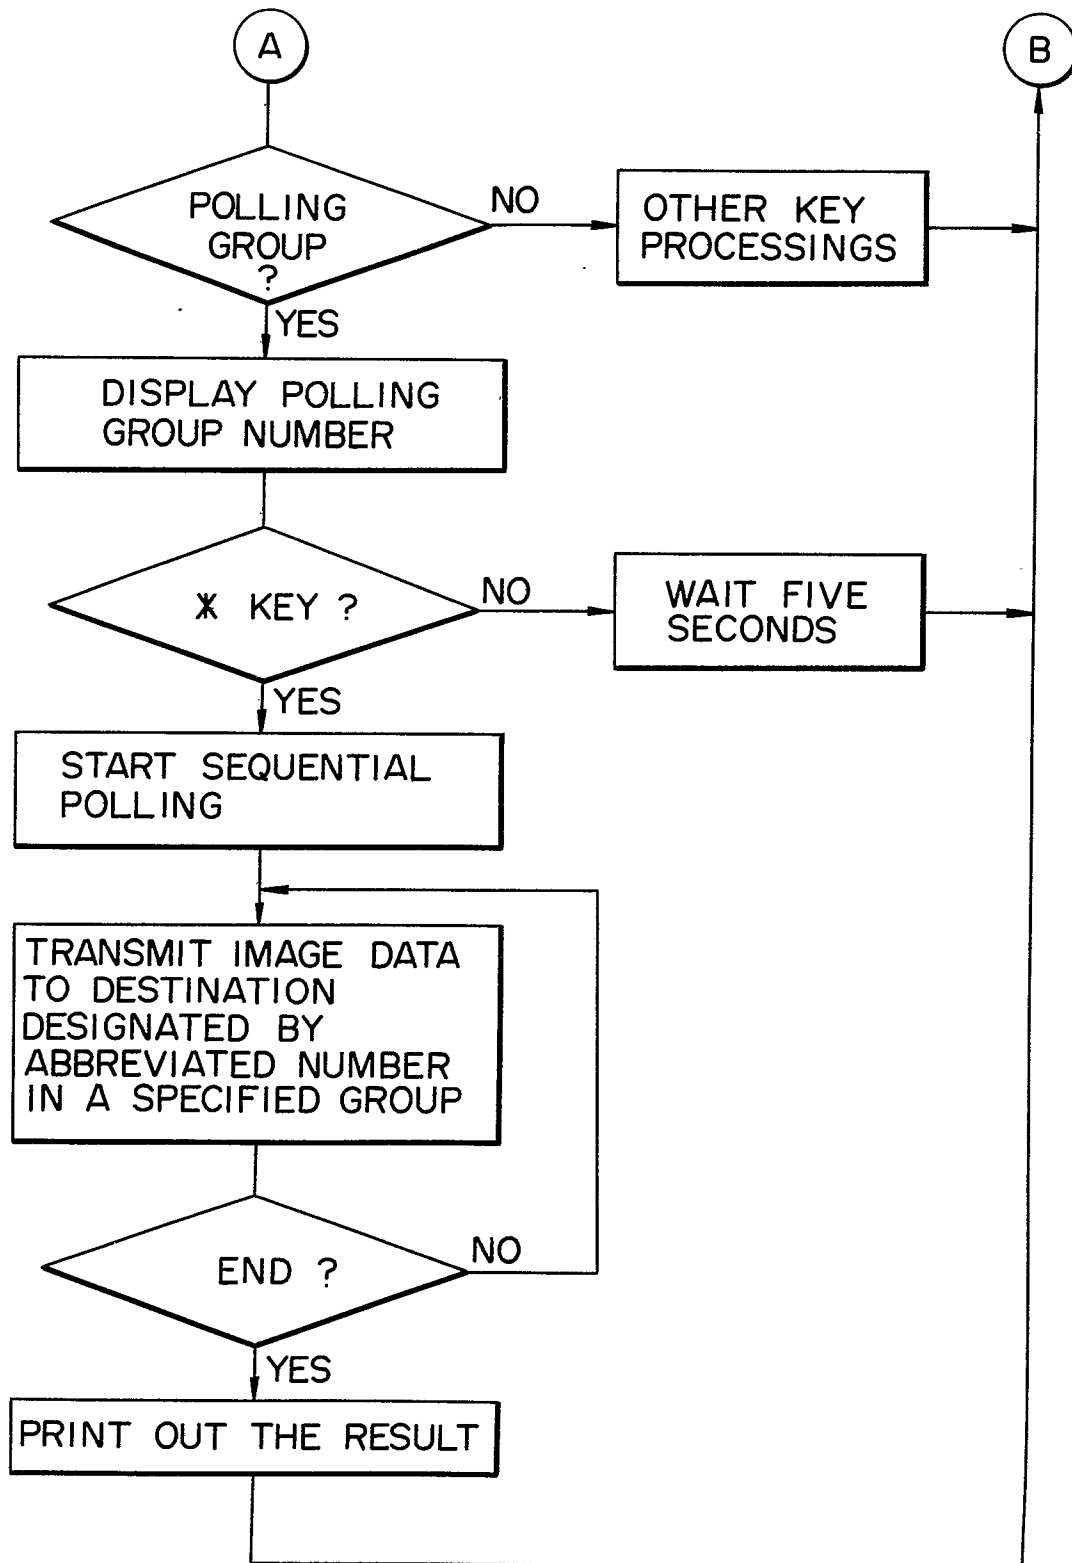 A
B
POLLING
GROUP
?
NO
OTHER KEY
PROCESSINGS
YES
DISPLAY POLLING
GROUP NUMBER
* KEY ?
NO
WAIT FIVE
SECONDS
YES
START SEQUENTIAL
POLLING
TRANSMIT IMAGE DATA
TO DESTINATION
DESIGNATED BY
ABBREVIATED NUMBER
IN A SPECIFIED GROUP
END ?
NO
YES
PRINT OUT THE RESULT